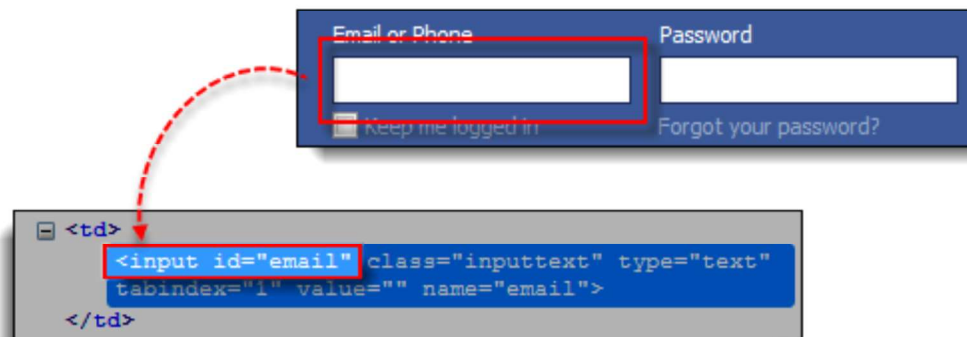 Email or Phone Password
Keep me logged in Forgot your password?
<td>
<input id="email" class="inputtext" type="text"
tabindex="1" value="" name="email">
</td>